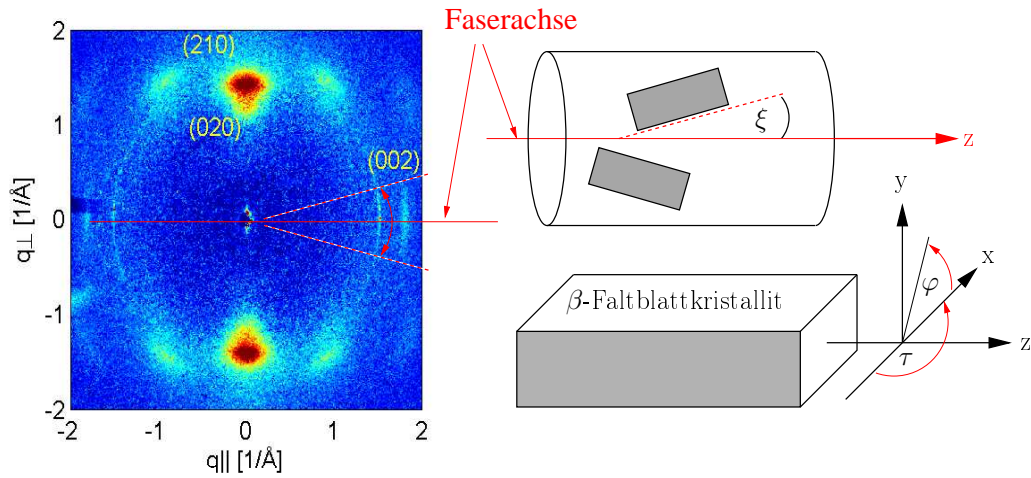 Faserachse
2
1
0
-1
-2
q⊥ [1/Å]
(210)
(020)
(002)
-2
-1
0
1
2
q|| [1/Å]
ξ
z
β-Faltblattkristallit
y
x
φ
τ
z